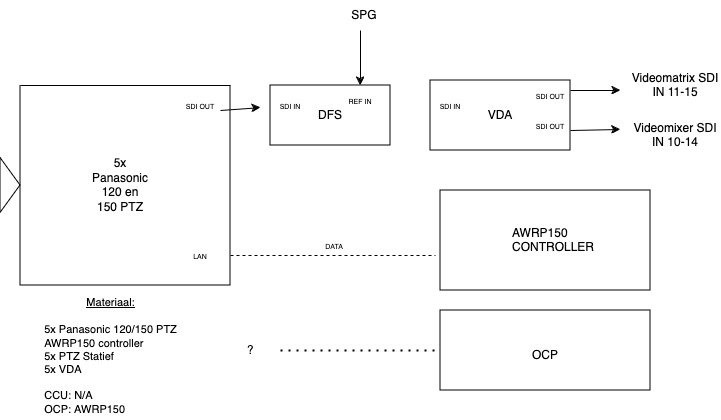 SPG
SDI OUT
SDI IN
REF IN
DFS
SDI IN
VDA
SDI OUT
SDI OUT
Videomatrix SDI
IN 11-15
Videomixer SDI
IN 10-14
5x
Panasonic
120 en
150 PTZ
LAN
DATA
AWRP150
CONTROLLER
Materiaal:
5x Panasonic 120/150 PTZ
AWRP150 controller
5x PTZ Statief
5x VDA
CCU: N/A
OCP: AWRP150
?
OCP